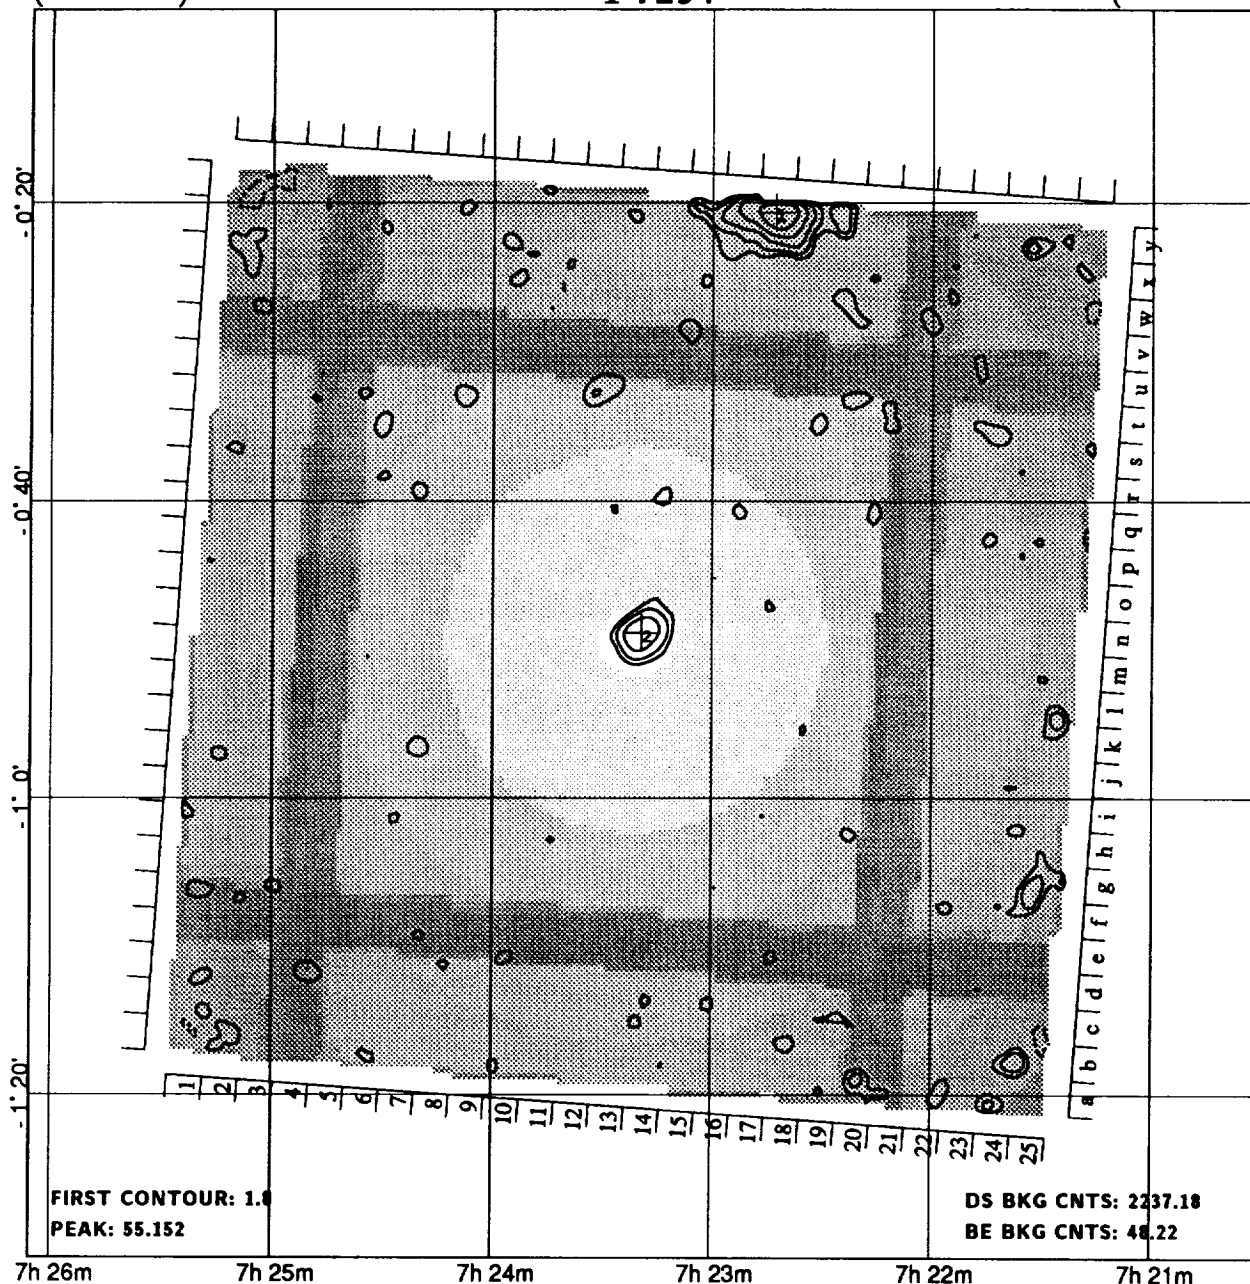 - 0° 20'
- 0° 40'
- 1° 0'
- 1° 20'
y
x
w
v
u
t
s
r
q
p
o
n
m
l
k
j
i
h
g
f
e
d
c
b
a
2
1 2 3 4 5 6 7 8 9 10 11 12 13 14 15 16 17 18 19 20 21 22 23 24 25
FIRST CONTOUR: 1.8 DS BKG CNTS: 2237.18
PEAK: 55.152 BE BKG CNTS: 48.22
7h 26m 7h 25m 7h 24m 7h 23m 7h 22m 7h 21m